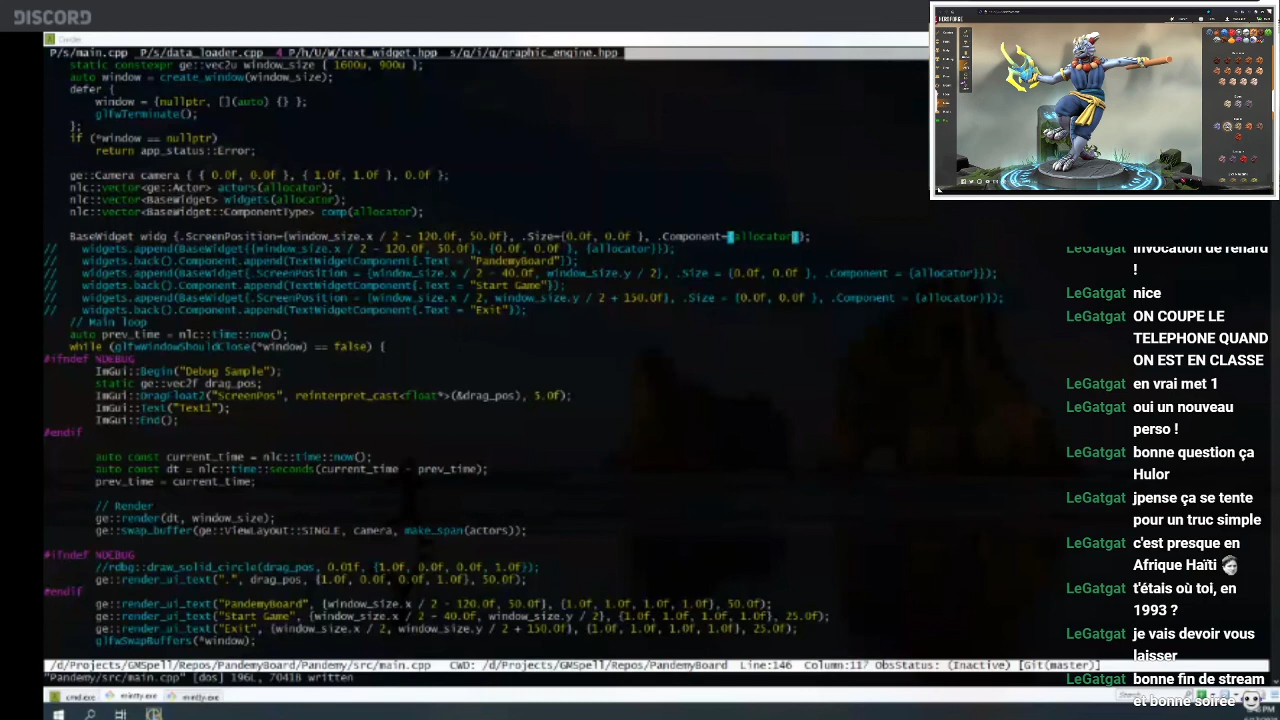 DISCORD
P/s/main.cpp P/s/data_loader.cpp 4 P/h/U/W/text_widget.hpp s/q/i/g/graphic_engine.hpp
static constexpr ge::vec2u window_size { 1600u, 900u };
auto window = create_window(window_size);
defer {
window = {nullptr, [](auto) {} };
glfwTerminate();
};
if (*window == nullptr)
return app_status::Error;
ge::Camera camera { { 0.0f, 0.0f }, { 1.0f, 1.0f }, 0.0f };
nlc::vector<ge::Actor> actors(allocator);
nlc::vector<BaseWidget> widgets(allocator);
nlc::vector<BaseWidget::ComponentType> comp(allocator);
BaseWidget widg {.ScreenPosition={window_size.x / 2 - 120.0f, 50.0f}, .Size={0.0f, 0.0f }, .Component={allocator}};
// widgets.append(BaseWidget{{window_size.x / 2 - 120.0f, 50.0f}, {0.0f, 0.0f }, {allocator}});
// widgets.back().Component.append(TextWidgetComponent{.Text = "PandemyBoard"});
// widgets.append(BaseWidget{.ScreenPosition = {window_size.x / 2 - 40.0f, window_size.y / 2}, .Size = {0.0f, 0.0f }, .Component = {allocator}});
// widgets.back().Component.append(TextWidgetComponent{.Text = "Start Game"});
// widgets.append(BaseWidget{.ScreenPosition = {window_size.x / 2, window_size.y / 2 + 150.0f}, .Size = {0.0f, 0.0f }, .Component = {allocator}});
// widgets.back().Component.append(TextWidgetComponent{.Text = "Exit"});
// Main loop
auto prev_time = nlc::time::now();
while (glfwWindowShouldClose(*window) == false) {
#ifndef NDEBUG
ImGui::Begin("Debug Sample");
static ge::vec2f drag_pos;
ImGui::DragFloat2("ScreenPos", reinterpret_cast<float*>(&drag_pos), 5.0f);
ImGui::Text("Text1");
ImGui::End();
#endif
auto const current_time = nlc::time::now();
auto const dt = nlc::time::seconds(current_time - prev_time);
prev_time = current_time;
// Render
ge::render(dt, window_size);
ge::swap_buffer(ge::ViewLayout::SINGLE, camera, make_span(actors));
#ifndef NDEBUG
//rdbg::draw_solid_circle(drag_pos, 0.01f, {1.0f, 0.0f, 0.0f, 1.0f});
ge::render_ui_text(".", drag_pos, {1.0f, 0.0f, 0.0f, 1.0f}, 50.0f);
#endif
ge::render_ui_text("PandemyBoard", {window_size.x / 2 - 120.0f, 50.0f}, {1.0f, 1.0f, 1.0f, 1.0f}, 50.0f);
ge::render_ui_text("Start Game", {window_size.x / 2 - 40.0f, window_size.y / 2}, {1.0f, 1.0f, 1.0f, 1.0f}, 25.0f);
ge::render_ui_text("Exit", {window_size.x / 2, window_size.y / 2 + 150.0f}, {1.0f, 1.0f, 1.0f, 1.0f}, 25.0f);
glfwSwapBuffers(*window);
/d/Projects/GMSpell/Repos/PandemyBoard/Pandemy/src/main.cpp CWD: /d/Projects/GMSpell/Repos/PandemyBoard Line:146 Column:117 ObsStatus: (Inactive) [Git(master)]
"Pandemy/src/main.cpp" [dos] 196L, 7041B written
cmd.exe mintty.exe mintty.exe
HEROFORGE
LeGatgat invocation de renard
!
LeGatgat nice
LeGatgat ON COUPE LE
TELEPHONE QUAND
ON EST EN CLASSE
LeGatgat en vrai met 1
LeGatgat oui un nouveau
perso !
LeGatgat bonne question ça
Hulor
LeGatgat jpense ça se tente
pour un truc simple
LeGatgat c'est presque en
Afrique Haïti
LeGatgat t'étais où toi, en
1993 ?
LeGatgat je vais devoir vous
laisser
LeGatgat bonne fin de stream
et bonne soirée